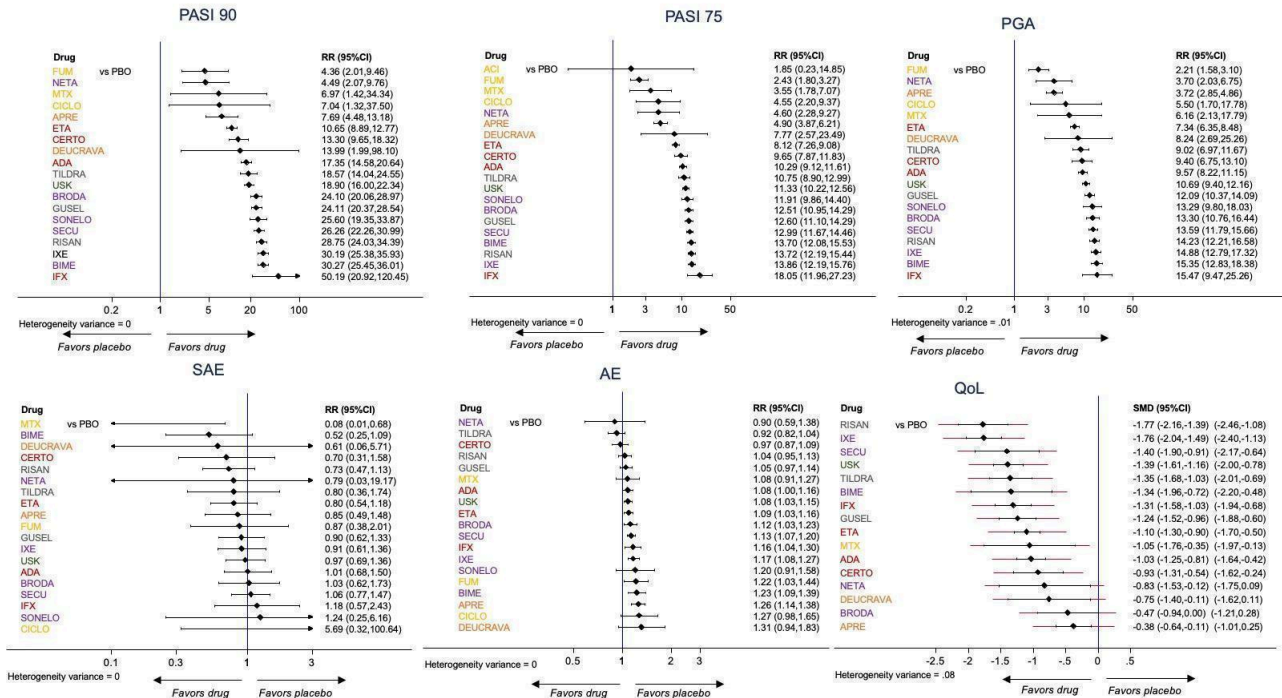 PASI 90
Drug RR (95%CI)
FUM vs PBO 4.36 (2.01,9.46)
NETA 4.49 (2.07,9.76)
MTX 6.97 (1.42,34.34)
CICLO 7.04 (1.32,37.50)
APRE 7.69 (4.48,13.18)
ETA 10.65 (8.89,12.77)
CERTO 13.30 (9.65,18.32)
DEUCRAVA 13.99 (1.99,98.10)
ADA 17.35 (14.58,20.64)
TILDRA 18.57 (14.04,24.55)
USK 18.90 (16.00,22.34)
BRODA 24.10 (20.06,28.97)
GUSEL 24.11 (20.37,28.54)
SONELO 25.60 (19.35,33.87)
SECU 26.26 (22.26,30.99)
RISAN 28.75 (24.03,34.39)
IXE 30.19 (25.38,35.93)
BIME 30.27 (25.45,36.01)
IFX 50.19 (20.92,120.45)
0.2 1 5 20 100
Heterogeneity variance = 0
Favors placebo Favors drug
PASI 75
Drug RR (95%CI)
ACI vs PBO 1.85 (0.23,14.85)
FUM 2.43 (1.80,3.27)
MTX 3.55 (1.78,7.07)
CICLO 4.55 (2.20,9.37)
NETA 4.60 (2.28,9.27)
APRE 4.90 (3.87,6.21)
DEUCRAVA 7.77 (2.57,23.49)
ETA 8.12 (7.26,9.08)
CERTO 9.65 (7.87,11.83)
ADA 10.29 (9.12,11.61)
TILDRA 10.75 (8.90,12.99)
USK 11.33 (10.22,12.56)
SONELO 11.91 (9.86,14.40)
BRODA 12.51 (10.95,14.29)
GUSEL 12.60 (11.10,14.29)
SECU 12.99 (11.67,14.46)
BIME 13.70 (12.08,15.53)
RISAN 13.72 (12.19,15.44)
IXE 13.86 (12.19,15.76)
IFX 18.05 (11.96,27.23)
1 3 10 50
Heterogeneity variance = 0
Favors placebo Favors drug
PGA
Drug RR (95%CI)
FUM vs PBO 2.21 (1.58,3.10)
NETA 3.70 (2.03,6.75)
APRE 3.72 (2.85,4.86)
CICLO 5.50 (1.70,17.78)
MTX 6.16 (2.13,17.79)
ETA 7.34 (6.35,8.48)
DEUCRAVA 8.24 (2.69,25.26)
TILDRA 9.02 (6.97,11.67)
CERTO 9.40 (6.75,13.10)
ADA 9.57 (8.22,11.15)
USK 10.69 (9.40,12.16)
GUSEL 12.09 (10.37,14.09)
SONELO 13.29 (9.80,18.03)
BRODA 13.30 (10.76,16.44)
SECU 13.59 (11.79,15.66)
RISAN 14.23 (12.21,16.58)
IXE 14.88 (12.79,17.32)
BIME 15.35 (12.83,18.38)
IFX 15.47 (9.47,25.26)
0.2 1 3 10 50
Heterogeneity variance = .01
Favors placebo Favors drug
SAE
Drug RR (95%CI)
MTX vs PBO 0.08 (0.01,0.68)
BIME 0.52 (0.25,1.09)
DEUCRAVA 0.61 (0.06,5.71)
CERTO 0.70 (0.31,1.58)
RISAN 0.73 (0.47,1.13)
NETA 0.79 (0.03,19.17)
TILDRA 0.80 (0.36,1.74)
ETA 0.80 (0.54,1.18)
APRE 0.85 (0.49,1.48)
FUM 0.87 (0.38,2.01)
GUSEL 0.90 (0.62,1.33)
IXE 0.91 (0.61,1.36)
USK 0.97 (0.69,1.36)
ADA 1.01 (0.68,1.50)
BRODA 1.03 (0.62,1.73)
SECU 1.06 (0.77,1.47)
IFX 1.18 (0.57,2.43)
SONELO 1.24 (0.25,6.16)
CICLO 5.69 (0.32,100.64)
0.1 0.3 1 3
Heterogeneity variance = 0
Favors drug Favors placebo
AE
Drug RR (95%CI)
NETA vs PBO 0.90 (0.59,1.38)
TILDRA 0.92 (0.82,1.04)
CERTO 0.97 (0.87,1.09)
RISAN 1.04 (0.95,1.13)
GUSEL 1.05 (0.97,1.14)
MTX 1.08 (0.91,1.27)
ADA 1.08 (1.00,1.16)
USK 1.08 (1.03,1.15)
ETA 1.09 (1.03,1.16)
BRODA 1.12 (1.03,1.23)
SECU 1.13 (1.07,1.20)
IFX 1.16 (1.04,1.30)
IXE 1.17 (1.08,1.27)
SONELO 1.20 (0.91,1.58)
FUM 1.22 (1.03,1.44)
BIME 1.23 (1.09,1.39)
APRE 1.26 (1.14,1.38)
CICLO 1.27 (0.98,1.65)
DEUCRAVA 1.31 (0.94,1.83)
0.5 1 2 3
Heterogeneity variance = 0
Favors drug Favors placebo
QoL
Drug SMD (95%CI)
RISAN vs PBO -1.77 (-2.16,-1.39) (-2.46,-1.08)
IXE -1.76 (-2.04,-1.49) (-2.40,-1.13)
SECU -1.40 (-1.90,-0.91) (-2.17,-0.64)
USK -1.39 (-1.61,-1.16) (-2.00,-0.78)
TILDRA -1.35 (-1.68,-1.03) (-2.01,-0.69)
BIME -1.34 (-1.96,-0.72) (-2.20,-0.48)
IFX -1.31 (-1.58,-1.03) (-1.94,-0.68)
GUSEL -1.24 (-1.52,-0.96) (-1.88,-0.60)
ETA -1.10 (-1.30,-0.90) (-1.70,-0.50)
MTX -1.05 (-1.76,-0.35) (-1.97,-0.13)
ADA -1.03 (-1.25,-0.81) (-1.64,-0.42)
CERTO -0.93 (-1.31,-0.54) (-1.62,-0.24)
NETA -0.83 (-1.53,-0.12) (-1.75,0.09)
DEUCRAVA -0.75 (-1.40,-0.11) (-1.62,0.11)
BRODA -0.47 (-0.94,0.00) (-1.21,0.28)
APRE -0.38 (-0.64,-0.11) (-1.01,0.25)
-2.5 -2 -1.5 -1 -.5 0 .5
Heterogeneity variance = .08
Favors drug Favors placebo